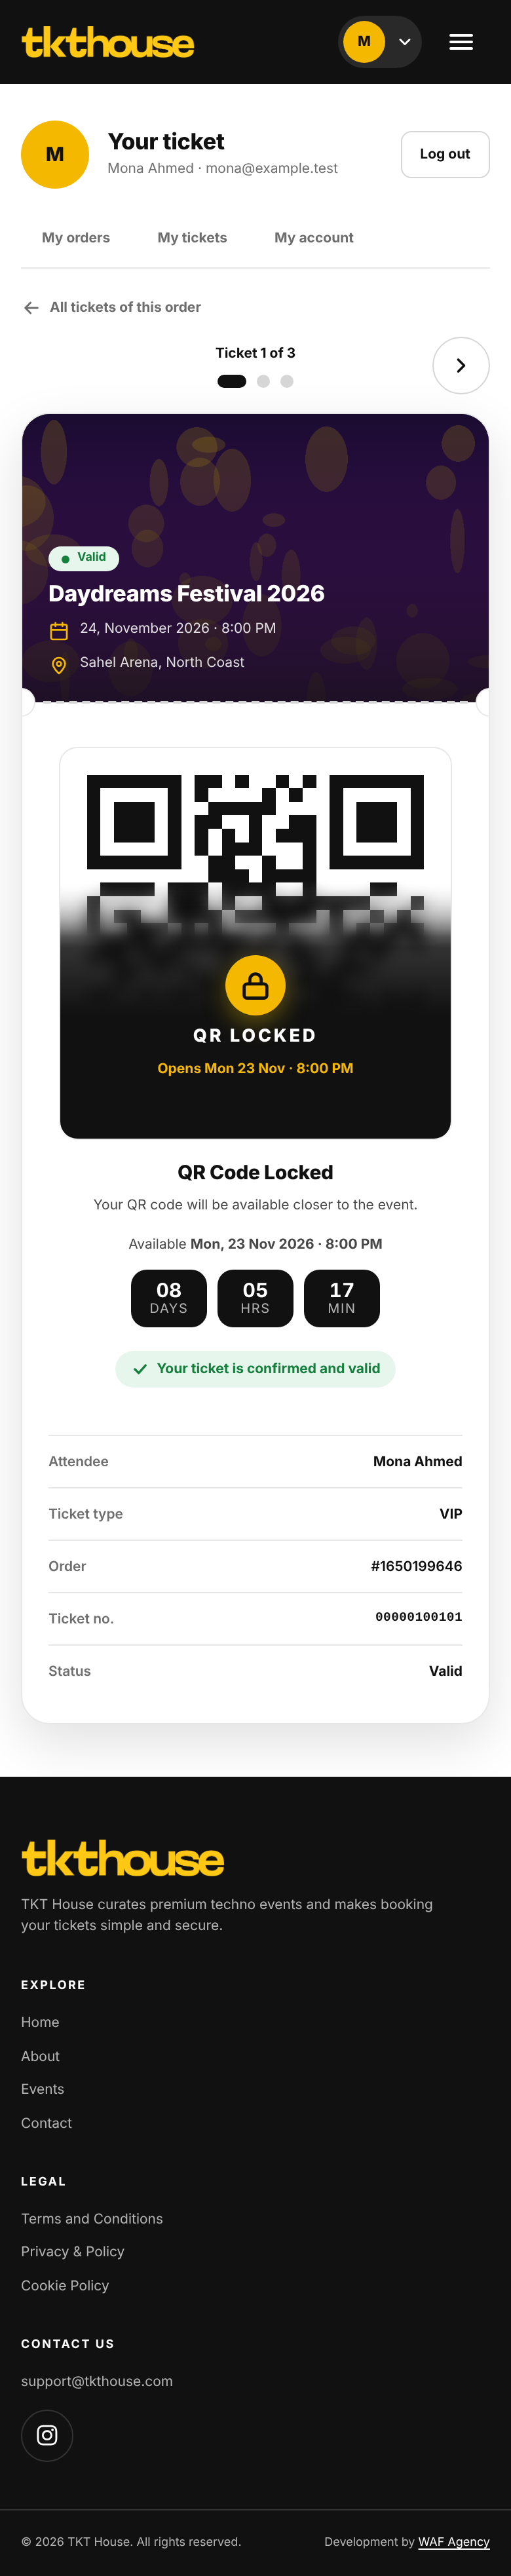 tkthouse
M
M
Your ticket
Mona Ahmed · mona@example.test
Log out
My orders
My tickets
My account
All tickets of this order
Ticket 1 of 3
Valid
Daydreams Festival 2026
24, November 2026 · 8:00 PM
Sahel Arena, North Coast
QR LOCKED
Opens Mon 23 Nov · 8:00 PM
QR Code Locked
Your QR code will be available closer to the event.
Available Mon, 23 Nov 2026 · 8:00 PM
08
DAYS
05
HRS
17
MIN
Your ticket is confirmed and valid
Attendee
Mona Ahmed
Ticket type
VIP
Order
#1650199646
Ticket no.
00000100101
Status
Valid
tkthouse
TKT House curates premium techno events and makes booking
your tickets simple and secure.
EXPLORE
Home
About
Events
Contact
LEGAL
Terms and Conditions
Privacy & Policy
Cookie Policy
CONTACT US
support@tkthouse.com
© 2026 TKT House. All rights reserved.
Development by WAF Agency